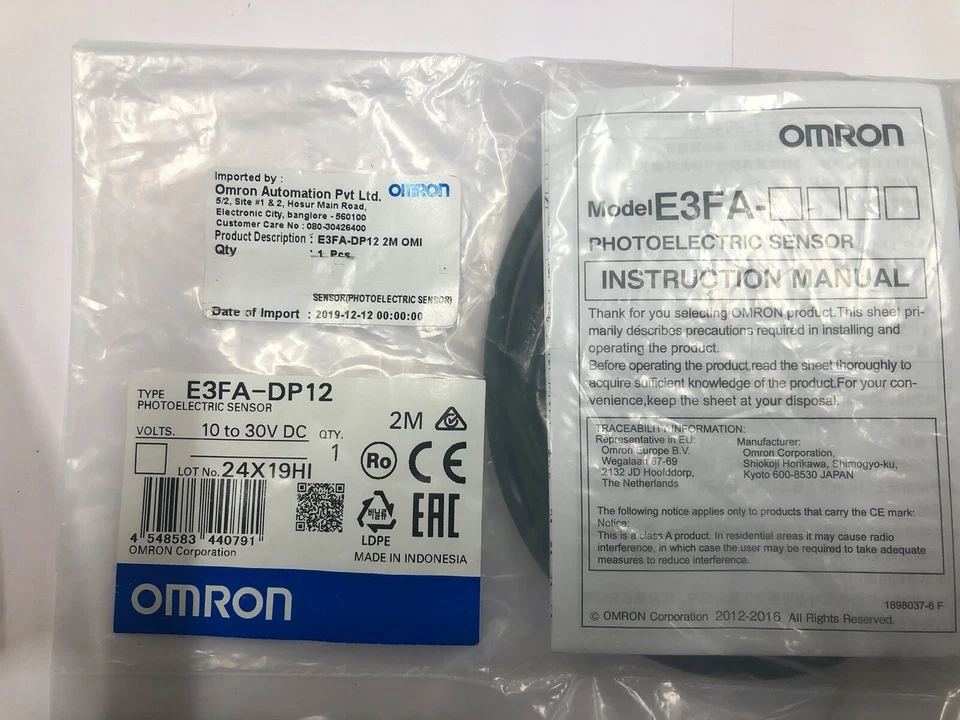 Imported by :
Omron Automation Pvt Ltd.
OMRON
5/2, Site #1 & 2, Hosur Main Road,
Electronic City, banglore - 560100
Customer Care No : 080-30426400
Product Description : E3FA-DP12 2M OMI
Qty : 1 Pcs
SENSOR(PHOTOELECTRIC SENSOR)
Date of Import : 2019-12-12 00:00:00
TYPE E3FA-DP12
PHOTOELECTRIC SENSOR
2M
VOLTS. 10 to 30V DC QTY. 1
LOT No. 24X19HI
Ro CE
비닐류
LDPE
EAC
4 548583 440791
OMRON Corporation
MADE IN INDONESIA
OMRON
OMRON
Model E3FA-□□□□
PHOTOELECTRIC SENSOR
INSTRUCTION MANUAL
Thank you for selecting OMRON product.This sheet pri-
marily describes precautions required in installing and
operating the product.
Before operating the product,read the sheet thoroughly to
acquire sufficient knowledge of the product.For your con-
venience,keep the sheet at your disposal.
TRACEABILITY INFORMATION:
Representative in EU:
Omron Europe B.V.
Wegalaan 67-69
2132 JD Hoofddorp,
The Netherlands
Manufacturer:
Omron Corporation,
Shiokoji Horikawa, Shimogyo-ku,
Kyoto 600-8530 JAPAN
The following notice applies only to products that carry the CE mark:
Notice:
This is a class A product. In residential areas it may cause radio
interference, in which case the user may be required to take adequate
measures to reduce interference.
1898037-6 F
© OMRON Corporation 2012-2016 All Rights Reserved.